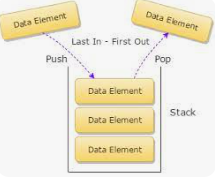 Data Element
Data Element
Last In - First Out
Push
Pop
Data Element
Data Element
Data Element
Stack